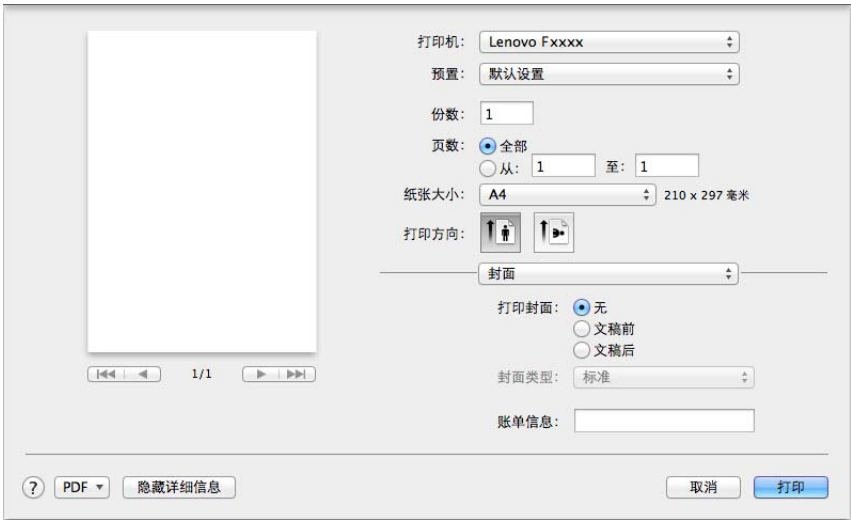 打印机: Lenovo Fxxxx
预置: 默认设置
份数: 1
页数: 全部
从: 1 至: 1
纸张大小: A4 210 x 297 毫米
打印方向:
封面
打印封面: 无
文稿前
文稿后
封面类型: 标准
账单信息:
1/1
? PDF 隐藏详细信息 取消 打印